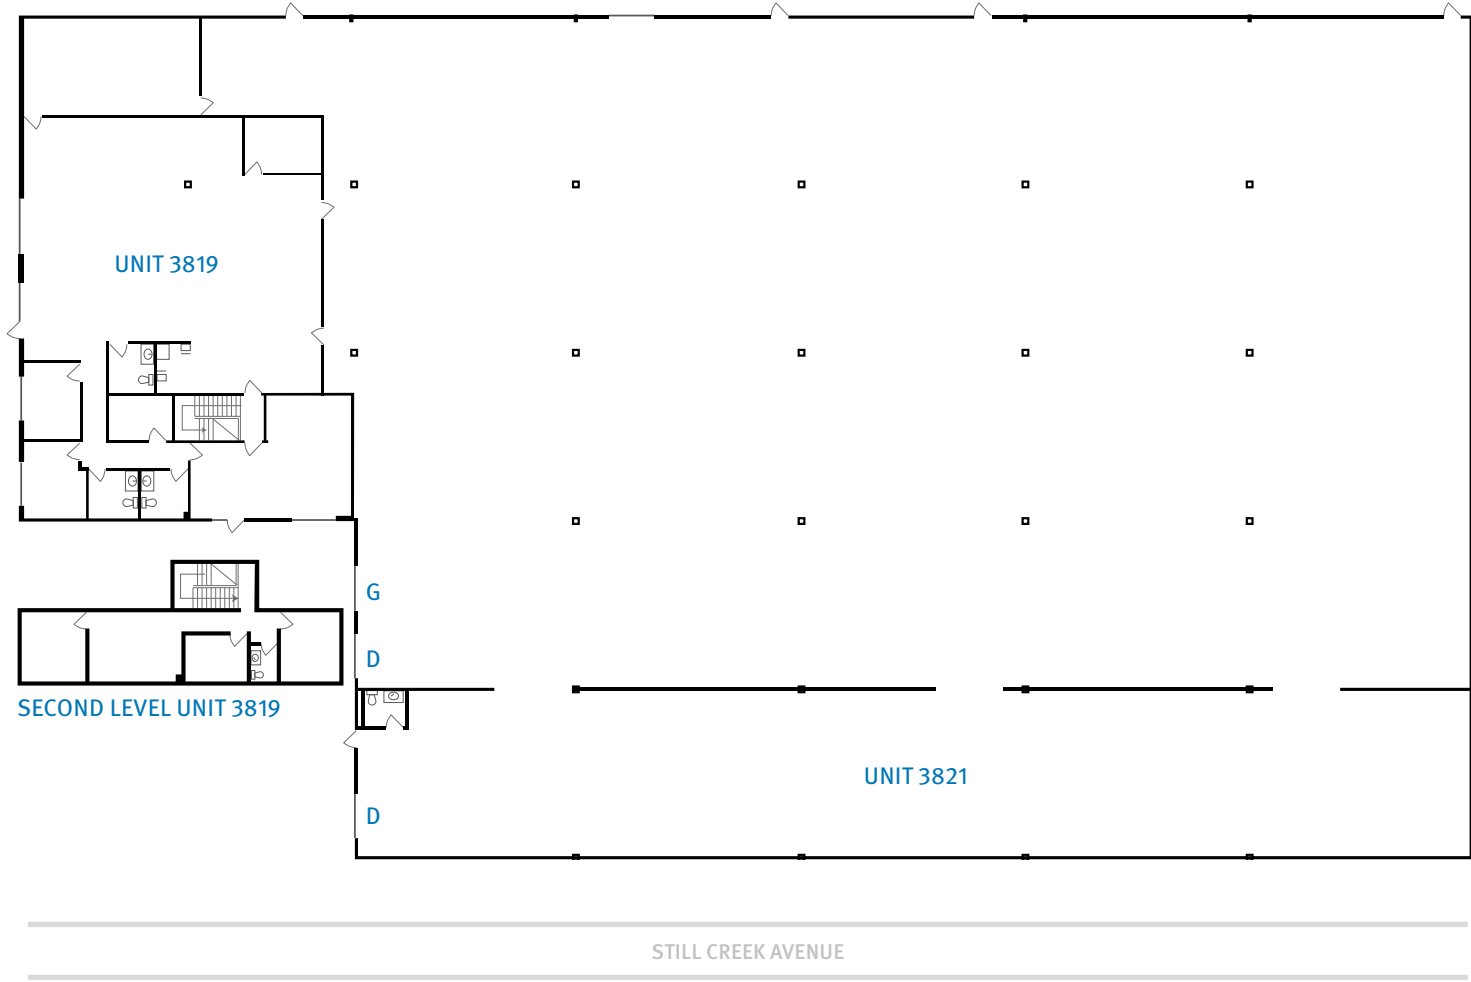 UNIT 3819
G
D
SECOND LEVEL UNIT 3819
UNIT 3821
D
STILL CREEK AVENUE